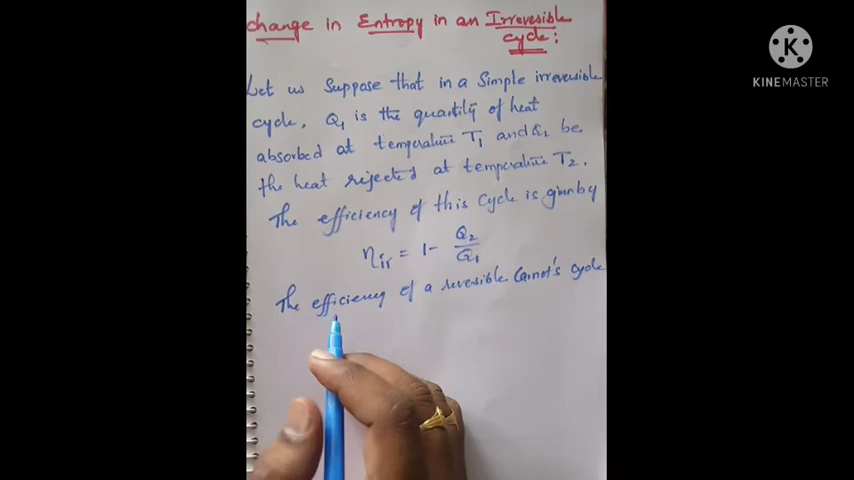 change in Entropy in an Irrevesible
cycle:
Let us suppose that in a simple irreversible
cycle, Q1 is the quantity of heat
absorbed at temperature T1 and Q2 be
the heat rejected at temperature T2.
The efficiency of this cycle is given by
ηir = 1 - Q2/Q1
The efficiency of a reversible Carnot's cycle
K
KINEMASTER